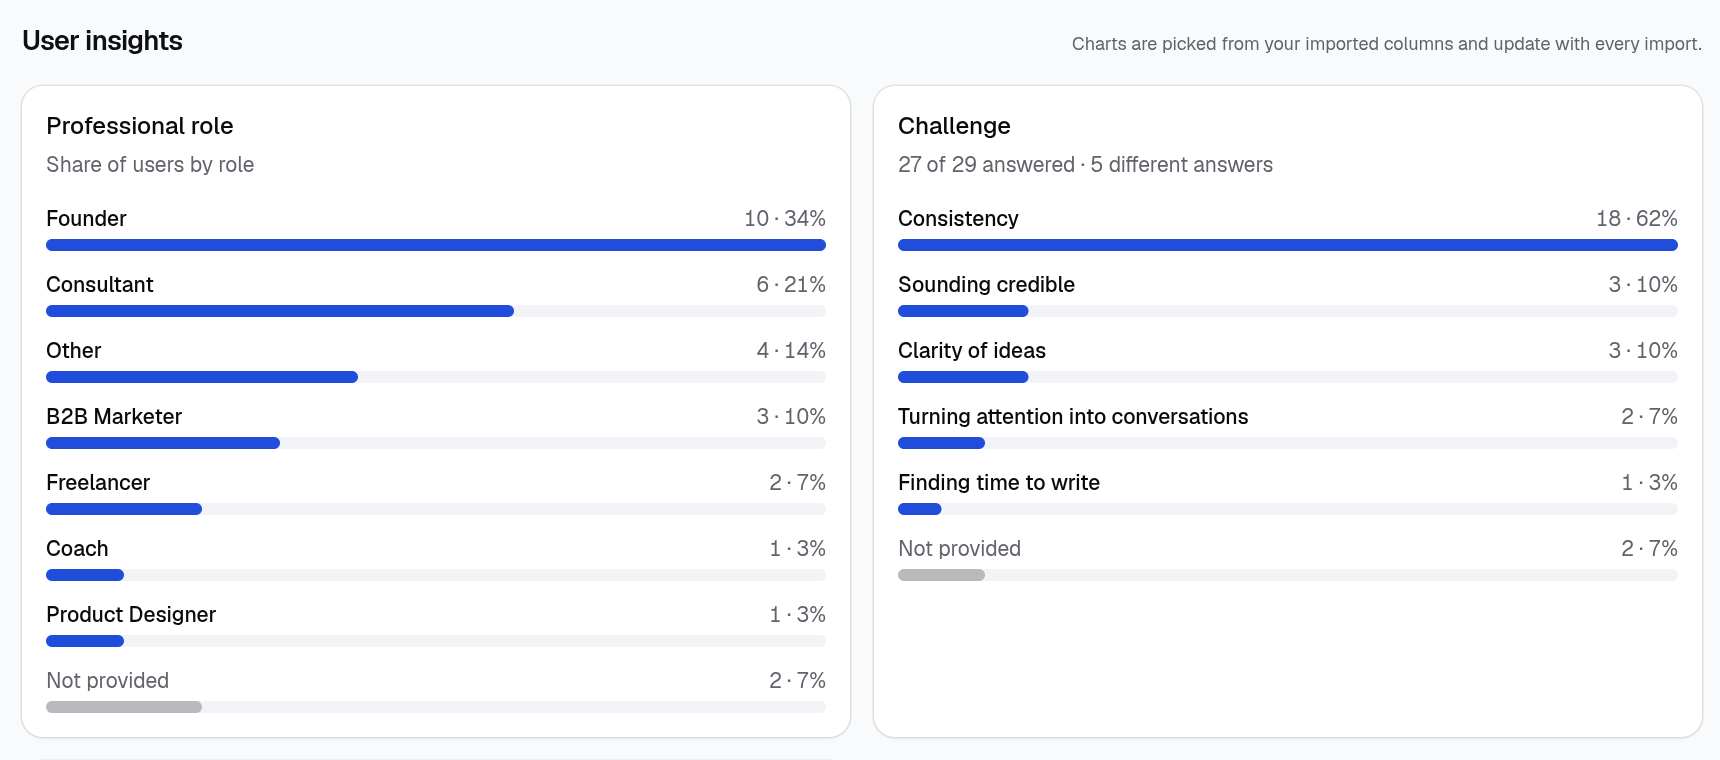 User insights
Charts are picked from your imported columns and update with every import.
Professional role
Share of users by role
Founder 10 · 34%
Consultant 6 · 21%
Other 4 · 14%
B2B Marketer 3 · 10%
Freelancer 2 · 7%
Coach 1 · 3%
Product Designer 1 · 3%
Not provided 2 · 7%
Challenge
27 of 29 answered · 5 different answers
Consistency 18 · 62%
Sounding credible 3 · 10%
Clarity of ideas 3 · 10%
Turning attention into conversations 2 · 7%
Finding time to write 1 · 3%
Not provided 2 · 7%